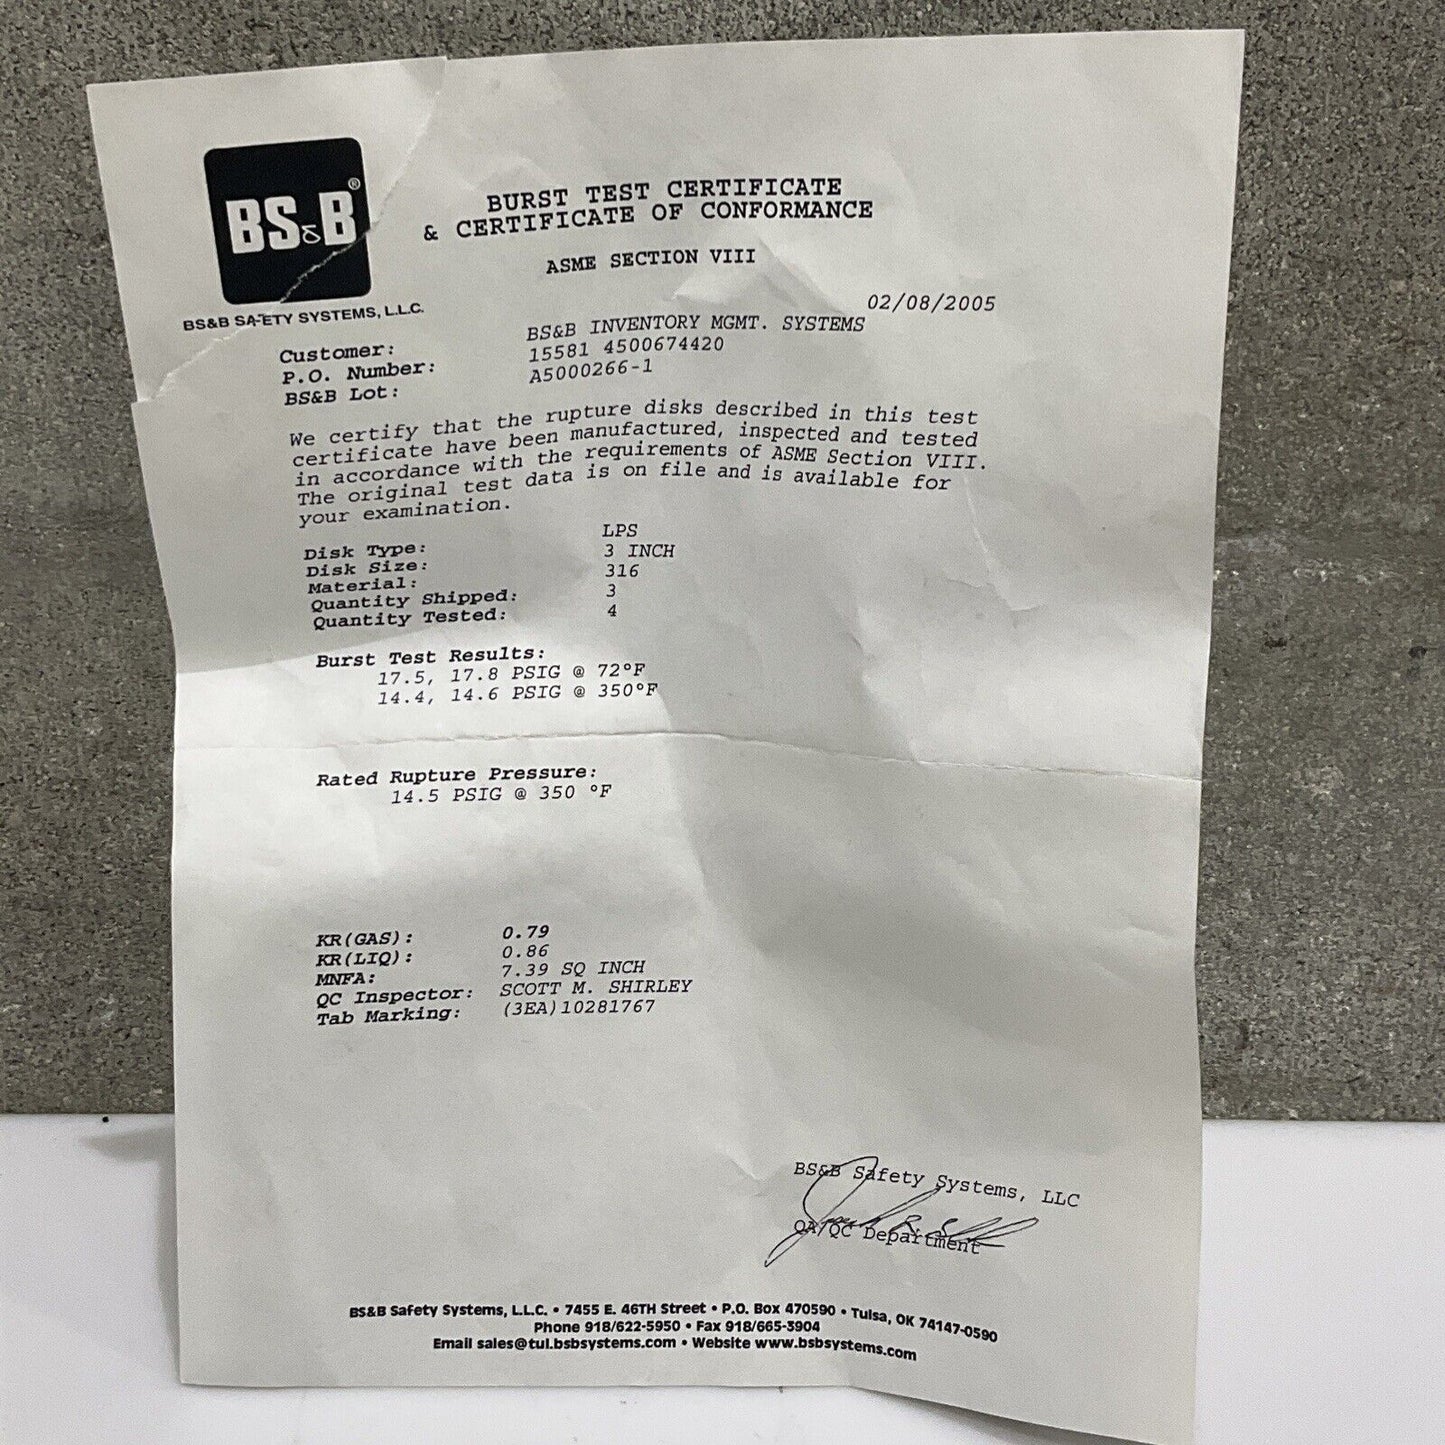 BS&B®
BURST TEST CERTIFICATE
& CERTIFICATE OF CONFORMANCE
ASME SECTION VIII
BS&B SAFETY SYSTEMS, L.L.C.
02/08/2005
Customer: BS&B INVENTORY MGMT. SYSTEMS
P.O. Number: 15581 4500674420
BS&B Lot: A5000266-1
We certify that the rupture disks described in this test
certificate have been manufactured, inspected and tested
in accordance with the requirements of ASME Section VIII.
The original test data is on file and is available for
your examination.
Disk Type: LPS
Disk Size: 3 INCH
Material: 316
Quantity Shipped: 3
Quantity Tested: 4
Burst Test Results:
17.5, 17.8 PSIG @ 72°F
14.4, 14.6 PSIG @ 350°F
Rated Rupture Pressure:
14.5 PSIG @ 350 °F
KR(GAS): 0.79
KR(LIQ): 0.86
MNFA: 7.39 SQ INCH
QC Inspector: SCOTT M. SHIRLEY
Tab Marking: (3EA)10281767
BS&B Safety Systems, LLC
QA/QC Department
BS&B Safety Systems, L.L.C. • 7455 E. 46TH Street • P.O. Box 470590 • Tulsa, OK 74147-0590
Phone 918/622-5950 • Fax 918/665-3904
Email sales@tul.bsbsystems.com • Website www.bsbsystems.com